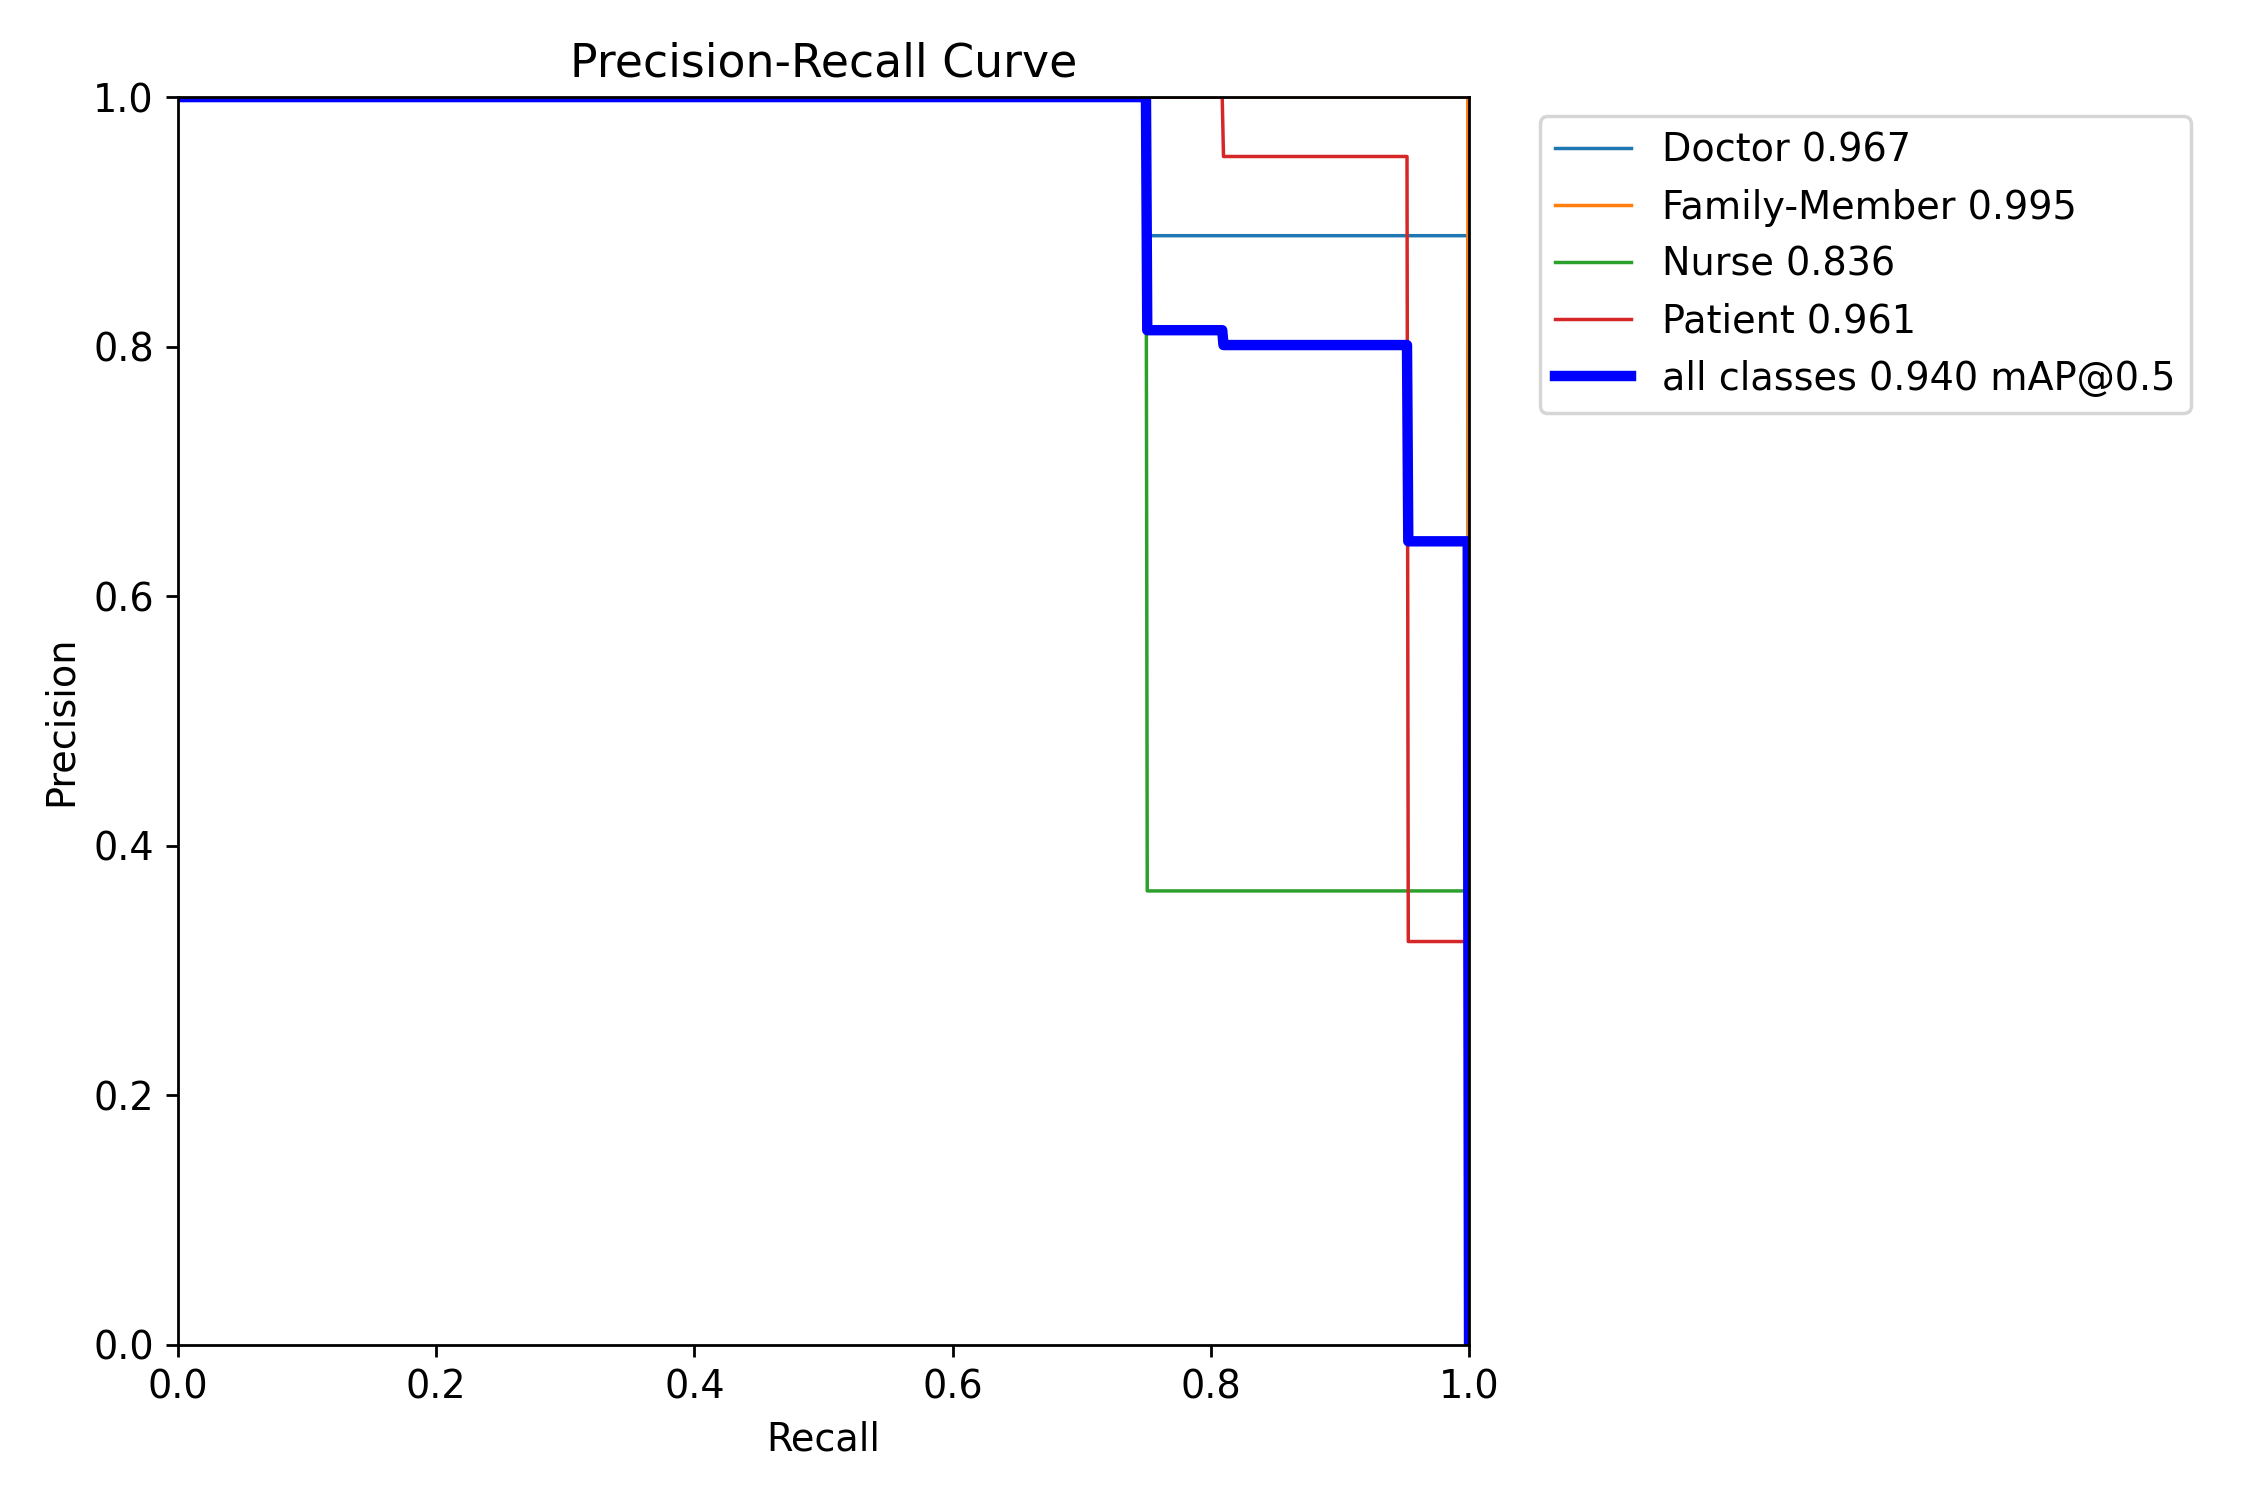 Precision-Recall Curve
1.0
0.8
0.6
0.4
0.2
0.0
Precision
0.0 0.2 0.4 0.6 0.8 1.0
Recall
Doctor 0.967
Family-Member 0.995
Nurse 0.836
Patient 0.961
all classes 0.940 mAP@0.5